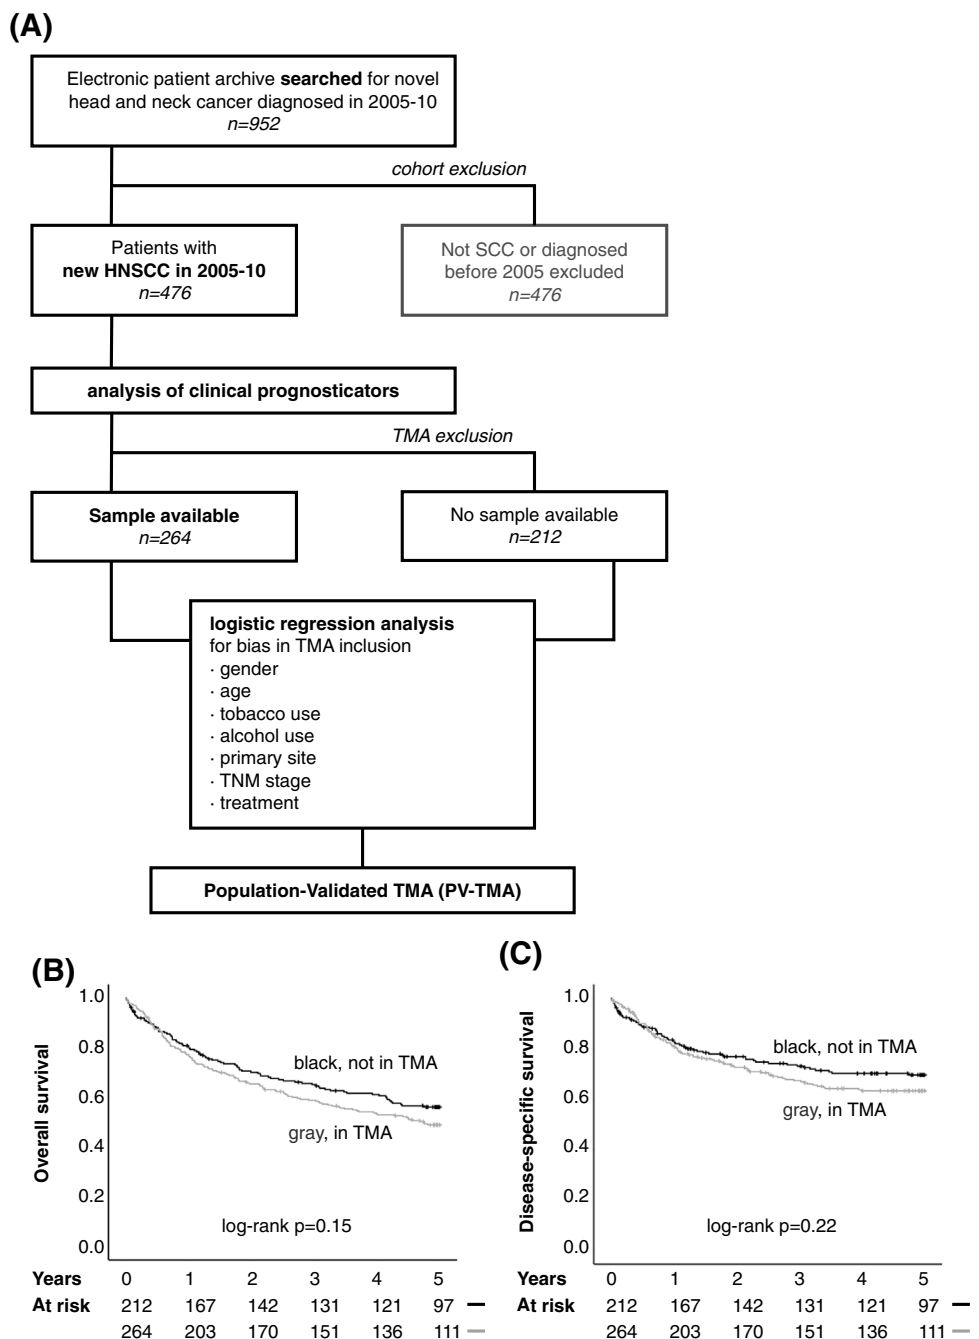 (A)
Electronic patient archive searched for novel
head and neck cancer diagnosed in 2005-10
n=952
cohort exclusion
Patients with
new HNSCC in 2005-10
n=476
Not SCC or diagnosed
before 2005 excluded
n=476
analysis of clinical prognosticators
TMA exclusion
Sample available
n=264
No sample available
n=212
logistic regression analysis
for bias in TMA inclusion
· gender
· age
· tobacco use
· alcohol use
· primary site
· TNM stage
· treatment
Population-Validated TMA (PV-TMA)
(B)
Overall survival
1.0
0.8
0.6
0.4
0.2
0.0
black, not in TMA
gray, in TMA
log-rank p=0.15
Years 0 1 2 3 4 5
At risk 212 167 142 131 121 97
264 203 170 151 136 111
(C)
Disease-specific survival
1.0
0.8
0.6
0.4
0.2
0.0
black, not in TMA
gray, in TMA
log-rank p=0.22
Years 0 1 2 3 4 5
At risk 212 167 142 131 121 97
264 203 170 151 136 111